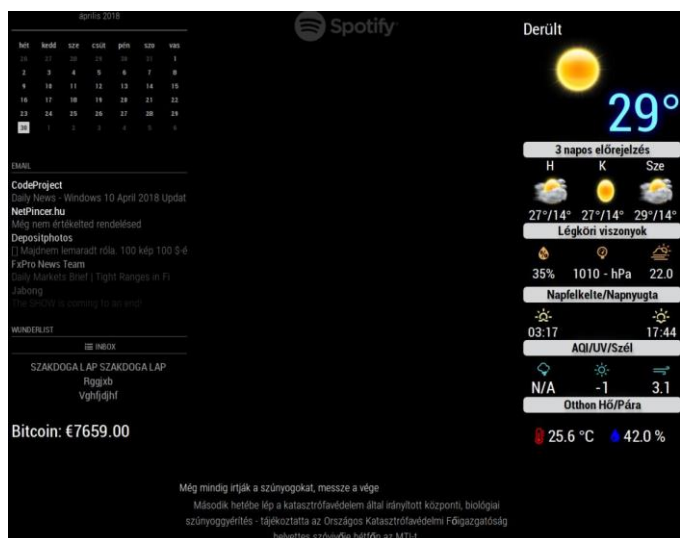 április 2018
hét kedd sze csüt pén szo vas
26 27 28 29 30 31 1
2 3 4 5 6 7 8
9 10 11 12 13 14 15
16 17 18 19 20 21 22
23 24 25 26 27 28 29
30 1 2 3 4 5 6
EMAIL
CodeProject
Daily News - Windows 10 April 2018 Updat
NetPincer.hu
Még nem értékelted rendelésed
Depositphotos
[] Majdnem lemaradt róla. 100 kép 100 $-é
FxPro News Team
Daily Markets Brief | Tight Ranges in Fi
Jabong
The SHOW is coming to an end!
WUNDERLIST
INBOX
SZAKDOGA LAP SZAKDOGA LAP
Rggjxb
Vghfjdjhf
Bitcoin: €7659.00
Spotify
Derült
29°
3 napos előrejelzés
H K Sze
27°/14° 27°/14° 29°/14°
Légköri viszonyok
35% 1010 - hPa 22.0
Napfelkelte/Napnyugta
03:17 17:44
AQI/UV/Szél
N/A -1 3.1
Otthon Hő/Pára
25.6 °C 42.0 %
Még mindig irtják a szúnyogokat, messze a vége
Második hetébe lép a katasztrófavédelem által irányított központi, biológiai
szúnyoggyérítés - tájékoztatta az Országos Katasztrófavédelmi Főigazgatóság
helyettes szóvivője hétfőn az MTI-t